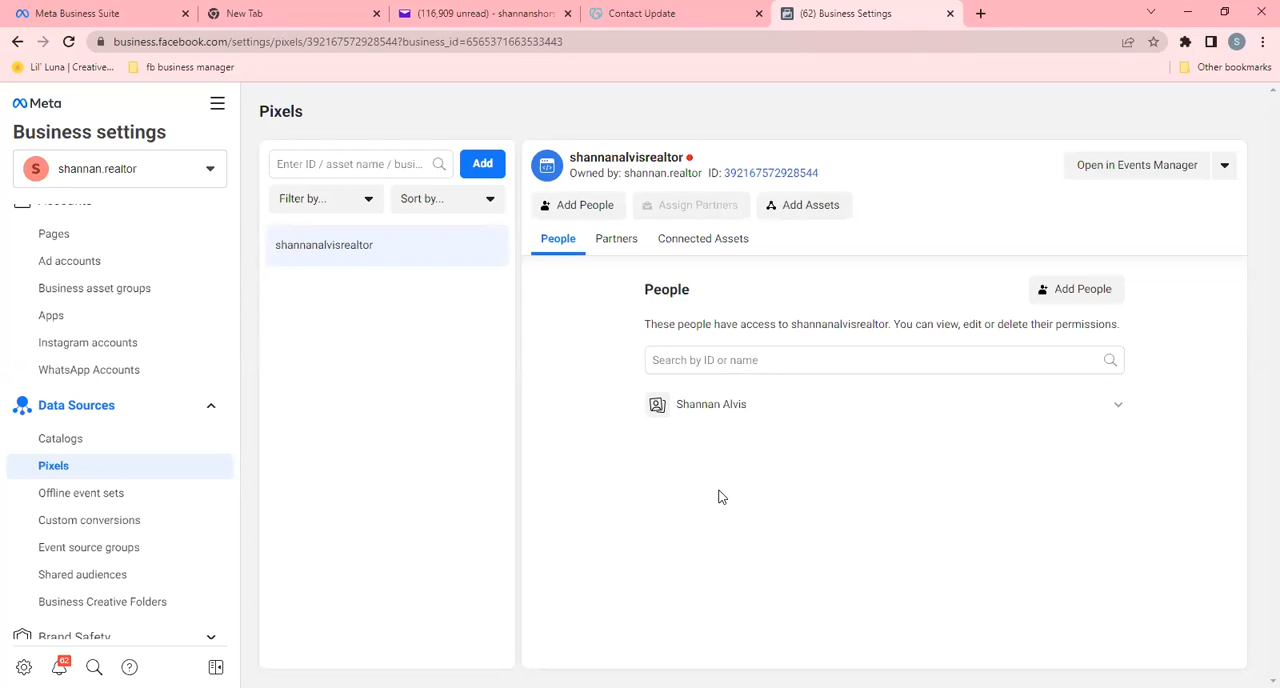 Meta Business Suite
New Tab
(116,909 unread) - shannanshors
Contact Update
(62) Business Settings
business.facebook.com/settings/pixels/392167572928544?business_id=6565371663533443
S
Lil' Luna | Creative...
fb business manager
Other bookmarks
Meta
Business settings
S
shannan.realtor
Accounts
Pages
Ad accounts
Business asset groups
Apps
Instagram accounts
WhatsApp Accounts
Data Sources
Catalogs
Pixels
Offline event sets
Custom conversions
Event source groups
Shared audiences
Business Creative Folders
Brand Safety
62
Pixels
Enter ID / asset name / busi...
Add
Filter by...
Sort by...
shannanalvisrealtor
shannanalvisrealtor
Owned by: shannan.realtor ID: 392167572928544
Open in Events Manager
Add People
Assign Partners
Add Assets
People
Partners
Connected Assets
People
Add People
These people have access to shannanalvisrealtor. You can view, edit or delete their permissions.
Search by ID or name
Shannan Alvis